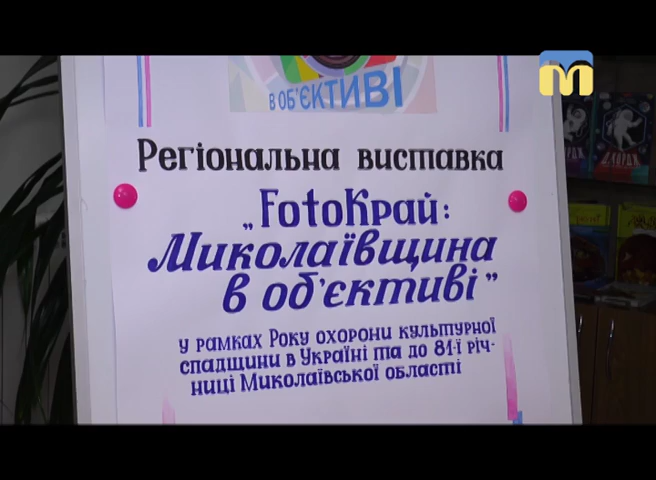 В ОБ'ЄКТИВІ
Регіональна виставка
„FotoКрай:
Миколаївщина
в об'єктиві”
у рамках Року охорони культурної
спадщини в Україні та до 81-ї річ-
ниці Миколаївської області
М